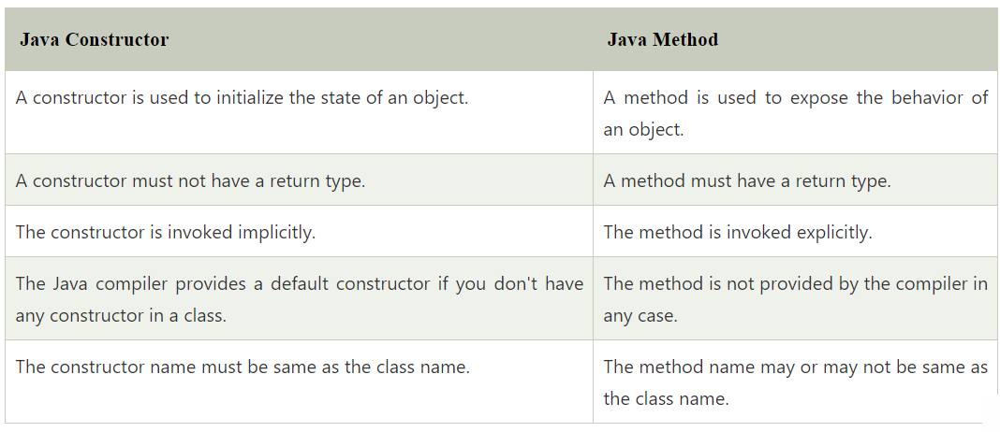 Java Constructor
Java Method
A constructor is used to initialize the state of an object.
A method is used to expose the behavior of
an object.
A constructor must not have a return type.
A method must have a return type.
The constructor is invoked implicitly.
The method is invoked explicitly.
The Java compiler provides a default constructor if you don't have
any constructor in a class.
The method is not provided by the compiler in
any case.
The constructor name must be same as the class name.
The method name may or may not be same as
the class name.